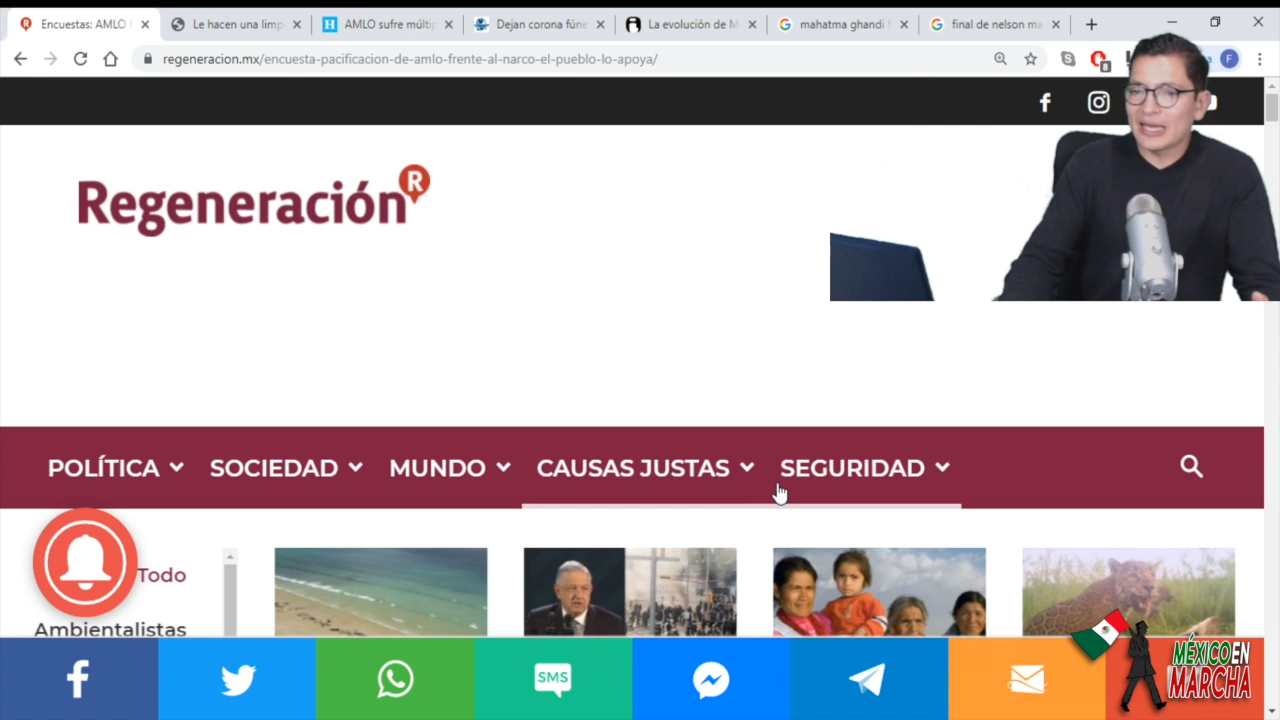 Encuestas: AMLO f
Le hacen una limp
AMLO sufre múltip
Dejan corona fúne
La evolución de M
mahatma ghandi f
final de nelson ma
regeneracion.mx/encuesta-pacificacion-de-amlo-frente-al-narco-el-pueblo-lo-apoya/
Regeneración R
POLÍTICA
SOCIEDAD
MUNDO
CAUSAS JUSTAS
SEGURIDAD
Todo
Ambientalistas
SMS
MÉXICO EN
MARCHA